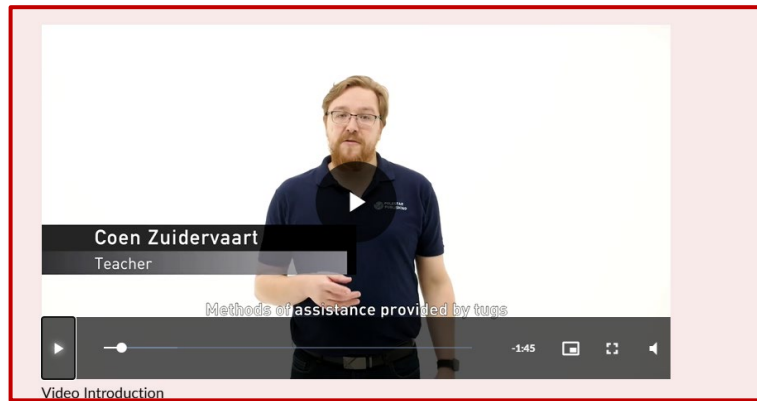 Coen Zuidervaart
Teacher
Methods of assistance provided by tugs
-1:45
Video Introduction